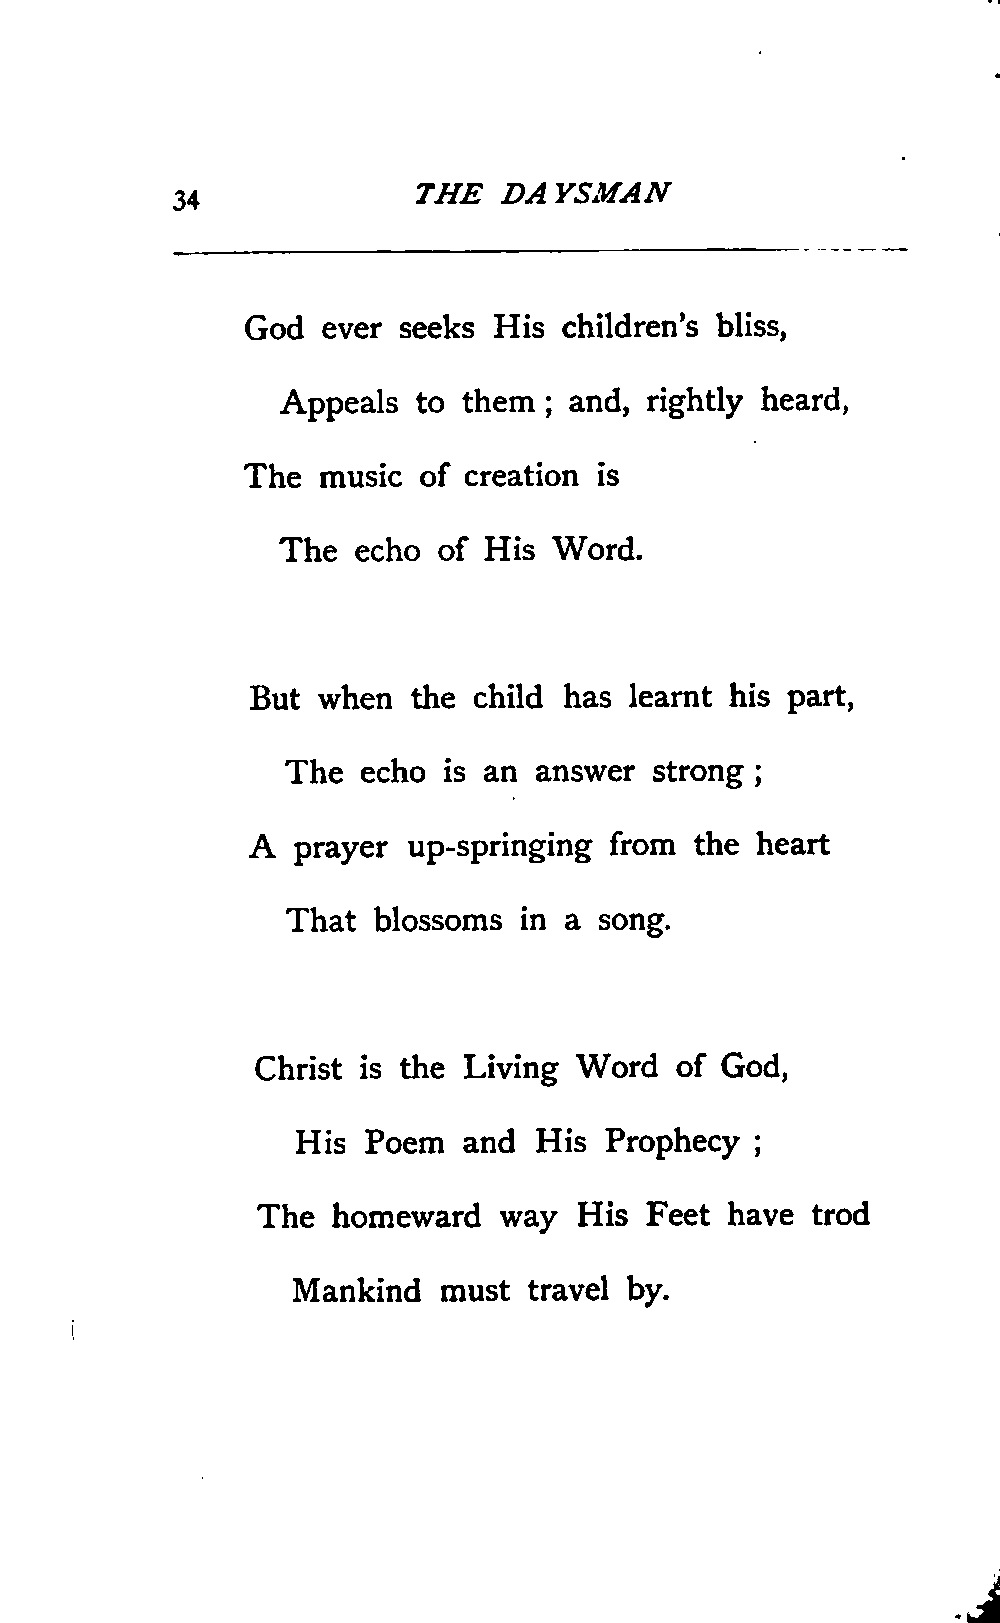 34 THE DAYSMAN
God ever seeks His children's bliss,
Appeals to them ; and, rightly heard,
The music of creation is
The echo of His Word.
But when the child has learnt his part,
The echo is an answer strong ;
A prayer up-springing from the heart
That blossoms in a song.
Christ is the Living Word of God,
His Poem and His Prophecy ;
The homeward way His Feet have trod
Mankind must travel by.